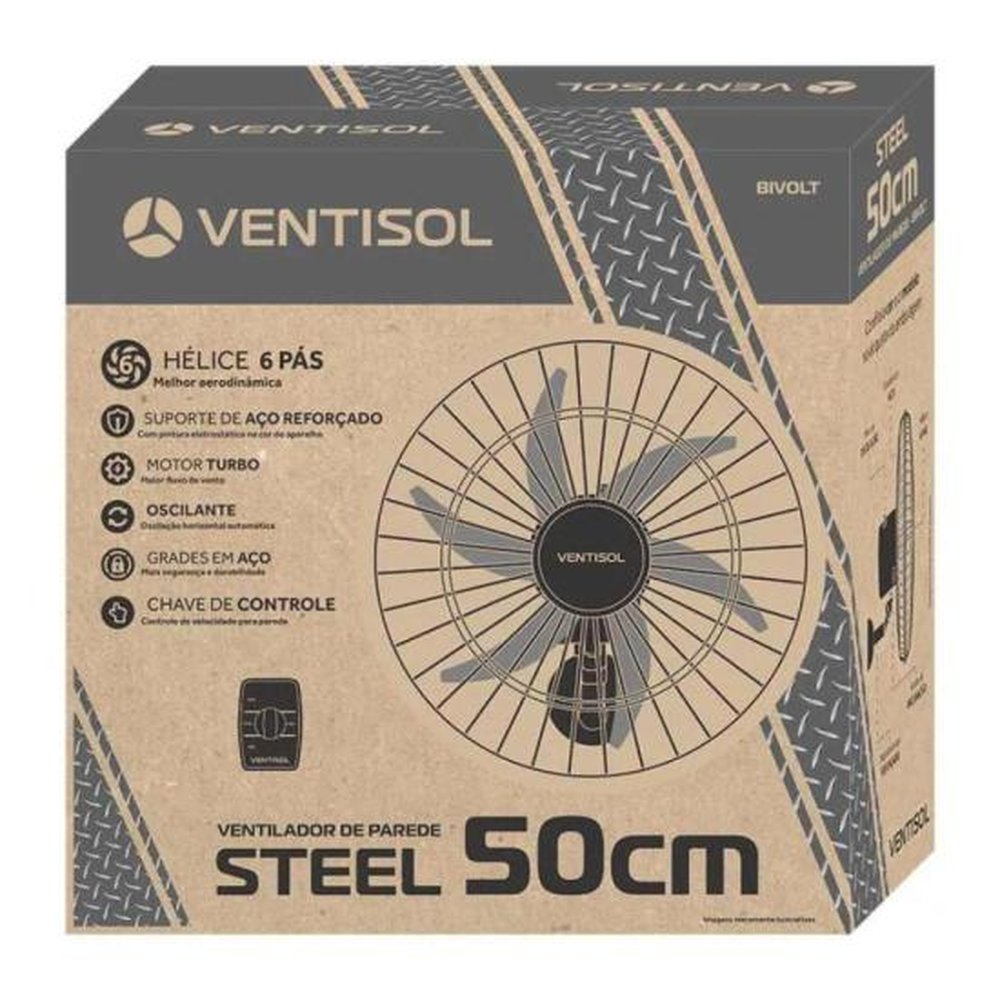 VENTISOL
VENTISOL
BIVOLT
VENTISOL
HÉLICE 6 PÁS
Melhor aerodinâmica
SUPORTE DE AÇO REFORÇADO
Com pintura eletrostática na cor do aparelho
MOTOR TURBO
Maior fluxo de vento
OSCILANTE
Oscilação horizontal automática
GRADES EM AÇO
Mais segurança e durabilidade
CHAVE DE CONTROLE
Controle de velocidade para parede
VENTISOL
VENTISOL
VENTILADOR DE PAREDE
STEEL 50cm
Imagens meramente ilustrativas
STEEL
50cm
VENTISOL